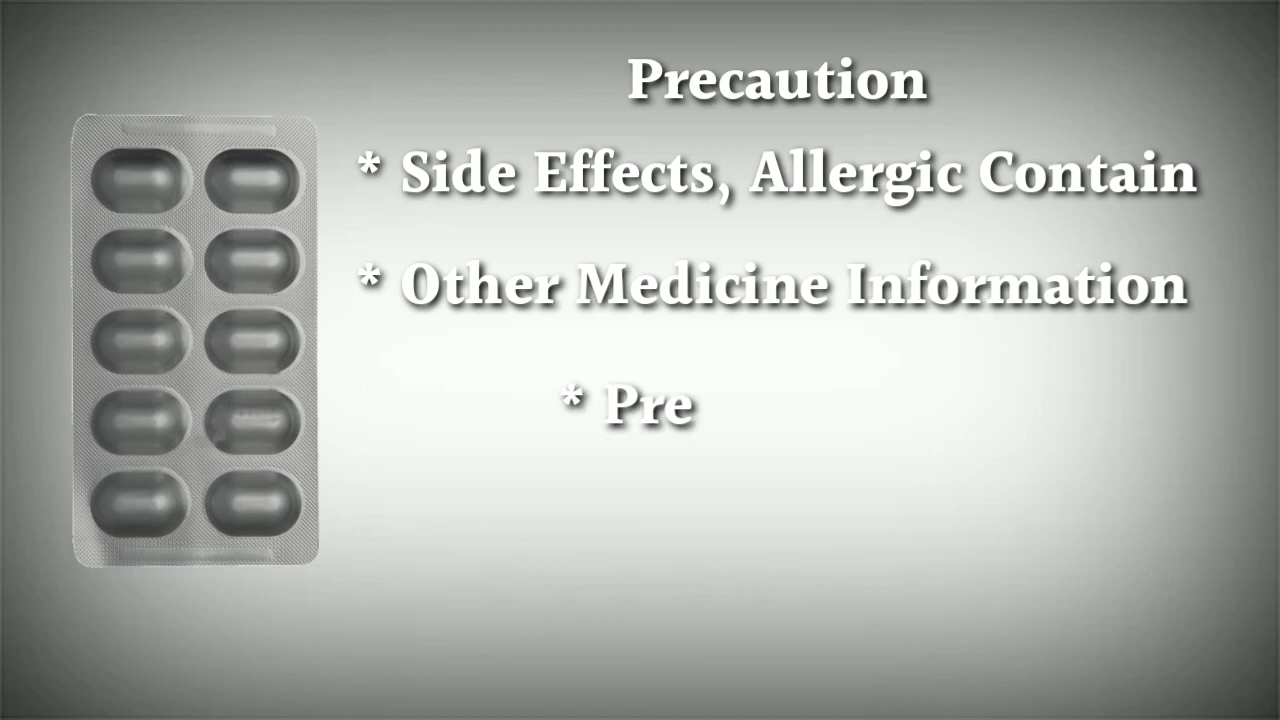 Precaution
* Side Effects, Allergic Contain
* Other Medicine Information
* Pre